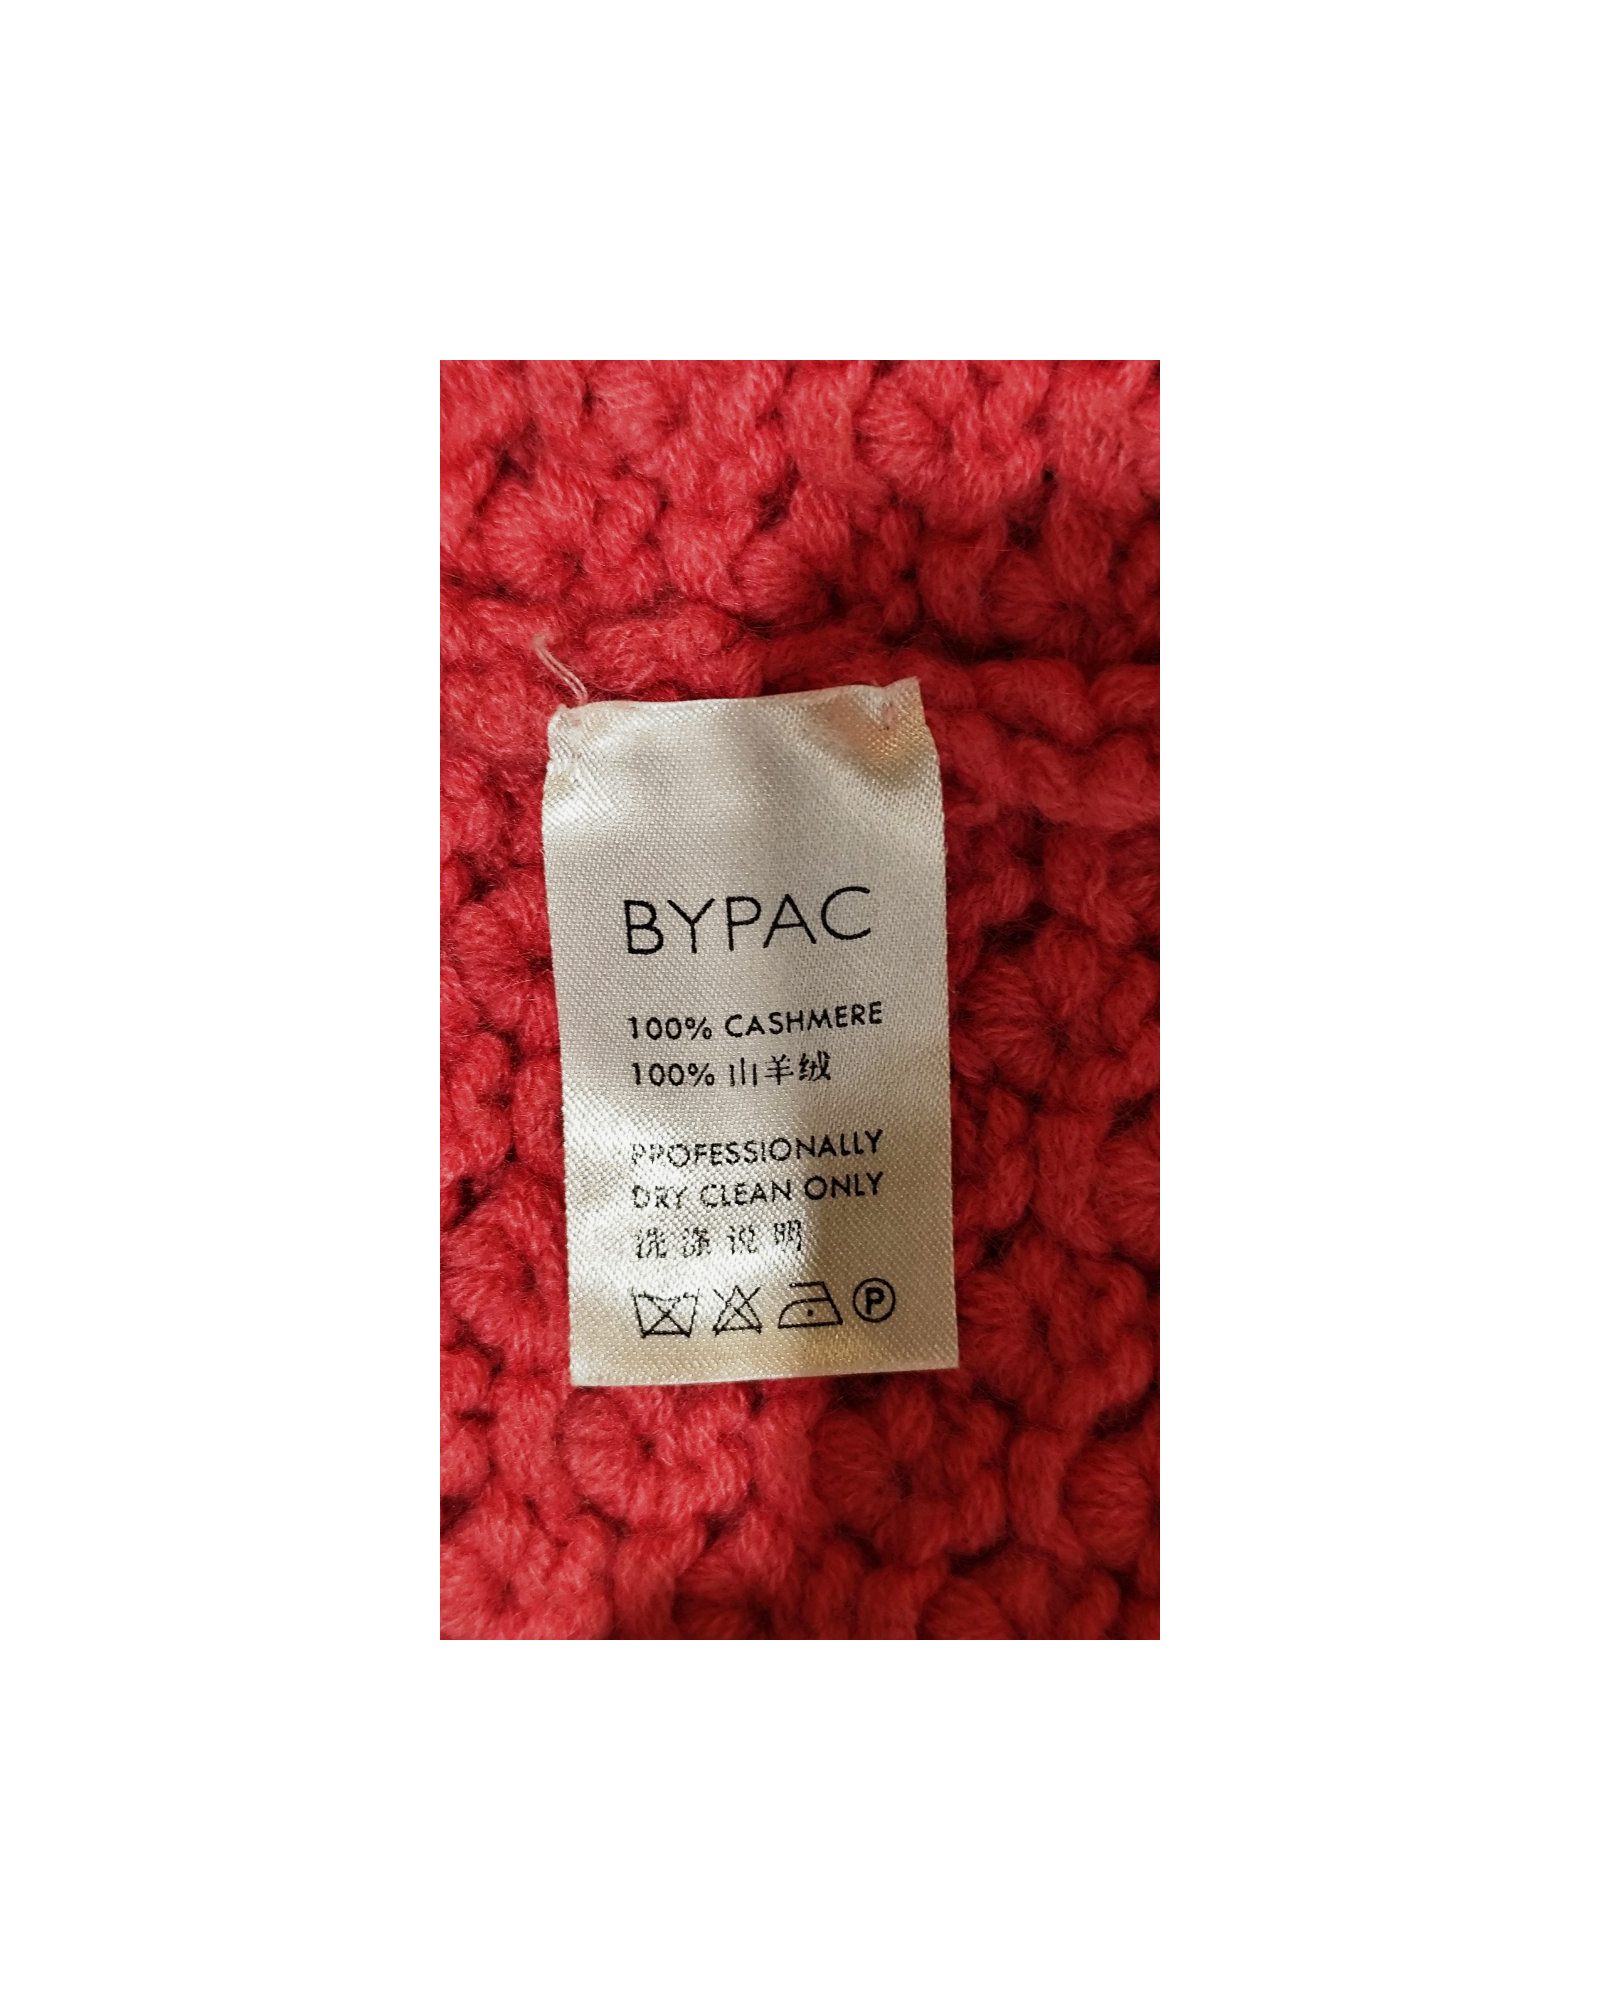 BYPAC
100% CASHMERE
100% 山羊绒
PROFESSIONALLY
DRY CLEAN ONLY
洗涤说明
P